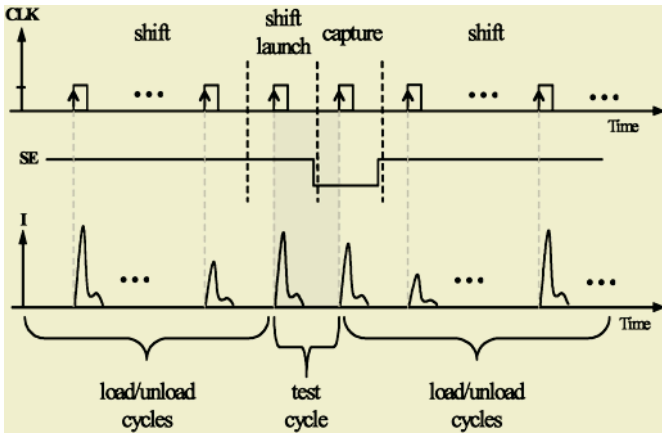 CLK
shift
shift
launch
capture
shift
•••
•••
•••
Time
SE
I
•••
•••
•••
Time
load/unload
cycles
test
cycle
load/unload
cycles